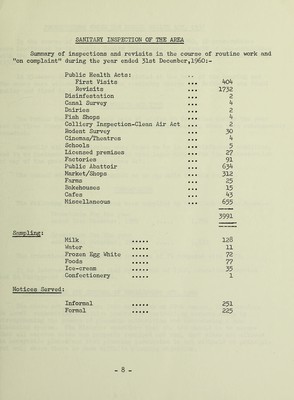 SANITARY INSPECTION OF THE AREA
Summary of inspections and revisits in the course of routine work and
"on complaint" during the year ended 31st December, 1960:-
Public Health Acts: ..
First Visits ... 404
Revisits ... 1732
Disinfestation ... 2
Canal Survey ... 4
Dairies ... 2
Fish Shops ... 4
Colliery Inspection-Clean Air Act ... 2
Rodent Survey ... 30
Cinemas/Theatres ... 4
Schools ... 5
Licensed premises ... 27
Factories ... 91
Public Abattoir ... 634
Market/Shops ... 312
Farms ... 25
Bakehouses ... 15
Cafes ... 43
Miscellaneous ... 655
3991
Sampling:
Milk ..... 128
Water ..... 11
Frozen Egg White ..... 72
Foods ..... 77
Ice-cream ..... 35
Confectionery ..... 1
Notices Served:
Informal ..... 251
Formal ..... 225
- 8 -